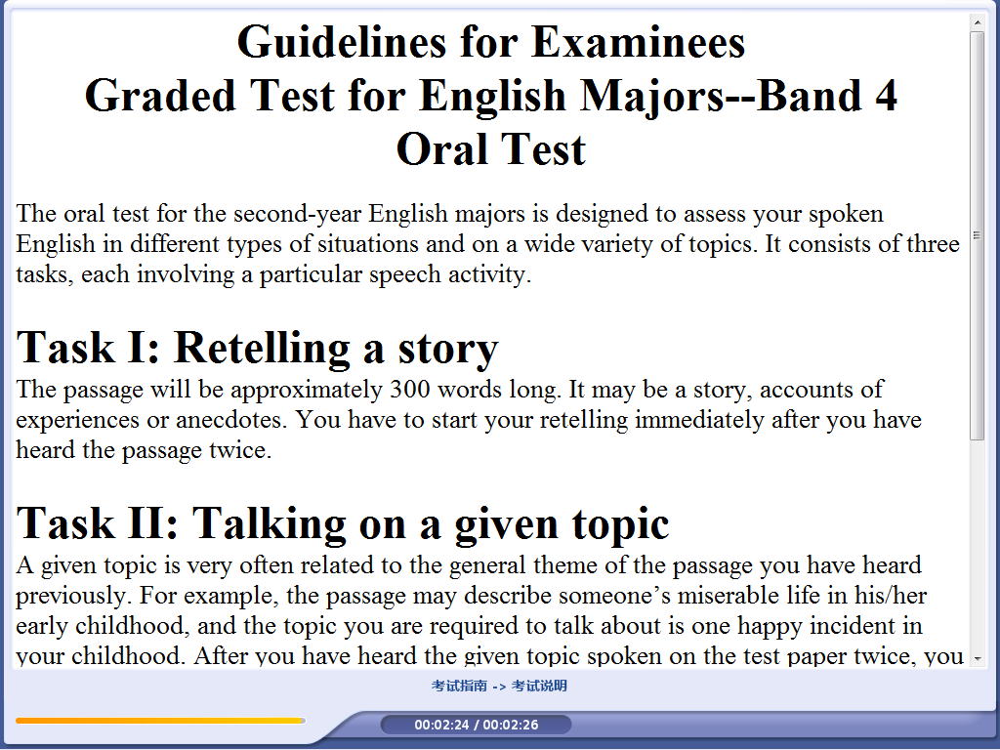 Guidelines for Examinees
Graded Test for English Majors--Band 4
Oral Test
The oral test for the second-year English majors is designed to assess your spoken
English in different types of situations and on a wide variety of topics. It consists of three
tasks, each involving a particular speech activity.
Task I: Retelling a story
The passage will be approximately 300 words long. It may be a story, accounts of
experiences or anecdotes. You have to start your retelling immediately after you have
heard the passage twice.
Task II: Talking on a given topic
A given topic is very often related to the general theme of the passage you have heard
previously. For example, the passage may describe someone’s miserable life in his/her
early childhood, and the topic you are required to talk about is one happy incident in
your childhood. After you have heard the given topic spoken on the test paper twice, you
考试指南 -> 考试说明
00:02:24 / 00:02:26